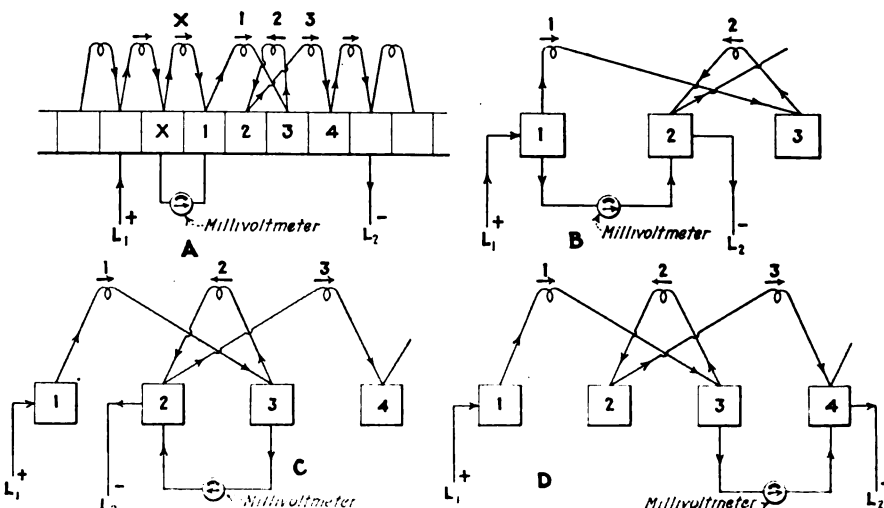 X 1 2 3
X 1 2 3 4
+ -
L₁ L₂
Millivoltmeter
A
1 2
1 2 3
+ -
L₁ L₂
Millivoltmeter
B
1 2 3
1 2 3 4
+ -
L₁ L₂
Millivoltmeter
C
1 2 3
1 2 3 4
+ -
L₁ L₂
Millivoltmeter
D